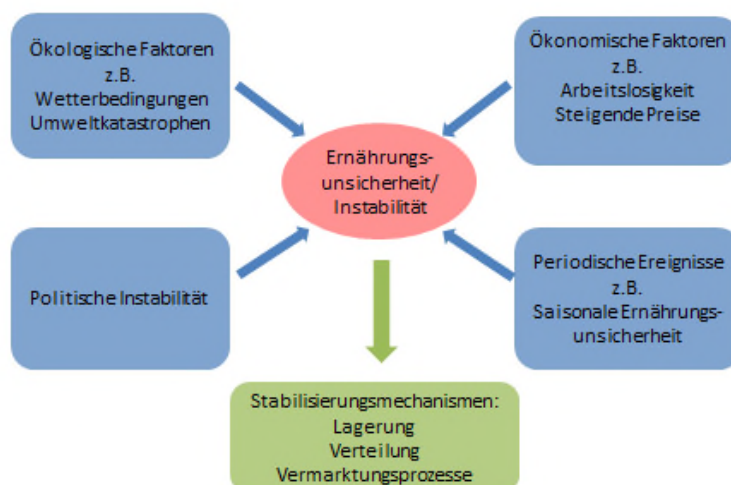 Ökologische Faktoren
z.B.
Wetterbedingungen
Umweltkatastrophen
Ökonomische Faktoren
z.B.
Arbeitslosigkeit
Steigende Preise
Ernährungs-
unsicherheit/
Instabilität
Politische Instabilität
Periodische Ereignisse
z.B.
Saisonale Ernährungs-
unsicherheit
Stabilisierungsmechanismen:
Lagerung
Verteilung
Vermarktungsprozesse